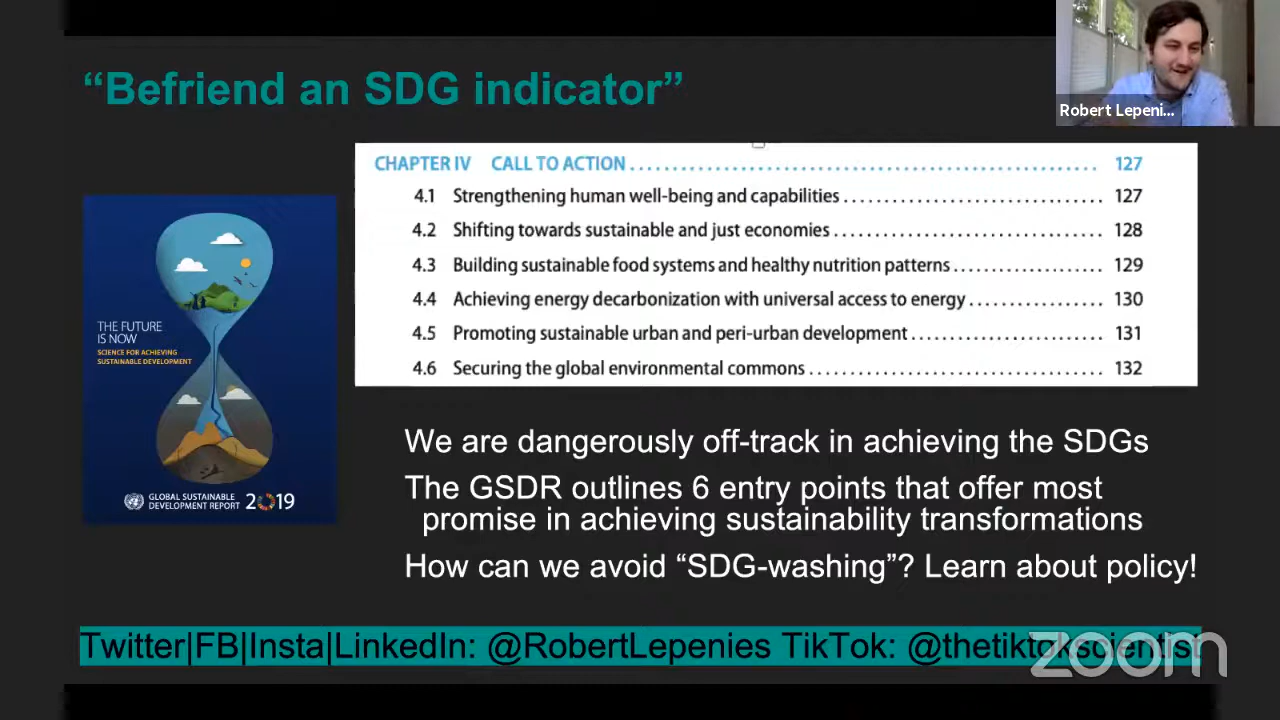 “Befriend an SDG indicator”
Robert Lepeni...
CHAPTER IV CALL TO ACTION 127
4.1 Strengthening human well-being and capabilities 127
4.2 Shifting towards sustainable and just economies 128
4.3 Building sustainable food systems and healthy nutrition patterns 129
4.4 Achieving energy decarbonization with universal access to energy 130
4.5 Promoting sustainable urban and peri-urban development 131
4.6 Securing the global environmental commons 132
THE FUTURE
IS NOW
SCIENCE FOR ACHIEVING
SUSTAINABLE DEVELOPMENT
GLOBAL SUSTAINABLE
DEVELOPMENT REPORT 2019
We are dangerously off-track in achieving the SDGs
The GSDR outlines 6 entry points that offer most
promise in achieving sustainability transformations
How can we avoid “SDG-washing”? Learn about policy!
Twitter|FB|Insta|LinkedIn: @RobertLepenies TikTok: @thetiktokscientist
zoom